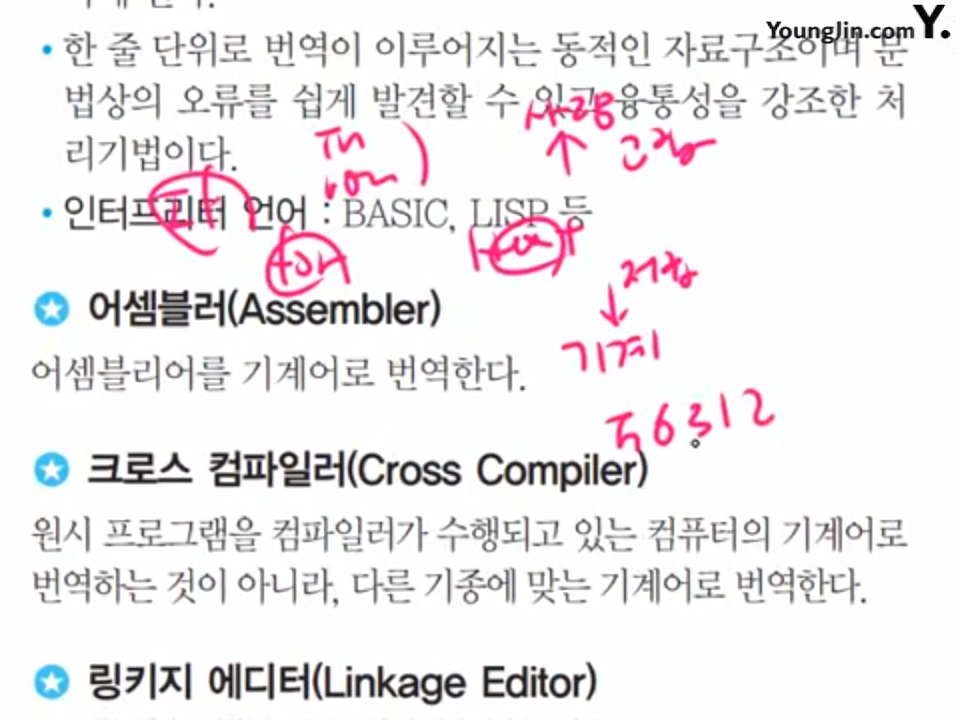 YoungJin.com Y.
• 한 줄 단위로 번역이 이루어지는 동적인 자료구조이며 문
법상의 오류를 쉽게 발견할 수 있고 융통성을 강조한 처
리기법이다.
• 인터프리터 언어 : BASIC, LISP 등
어셈블러(Assembler)
저장
어셈블리어를 기계어로 번역한다.
기계
56312
크로스 컴파일러(Cross Compiler)
원시 프로그램을 컴파일러가 수행되고 있는 컴퓨터의 기계어로
번역하는 것이 아니라, 다른 기종에 맞는 기계어로 번역한다.
링키지 에디터(Linkage Editor)